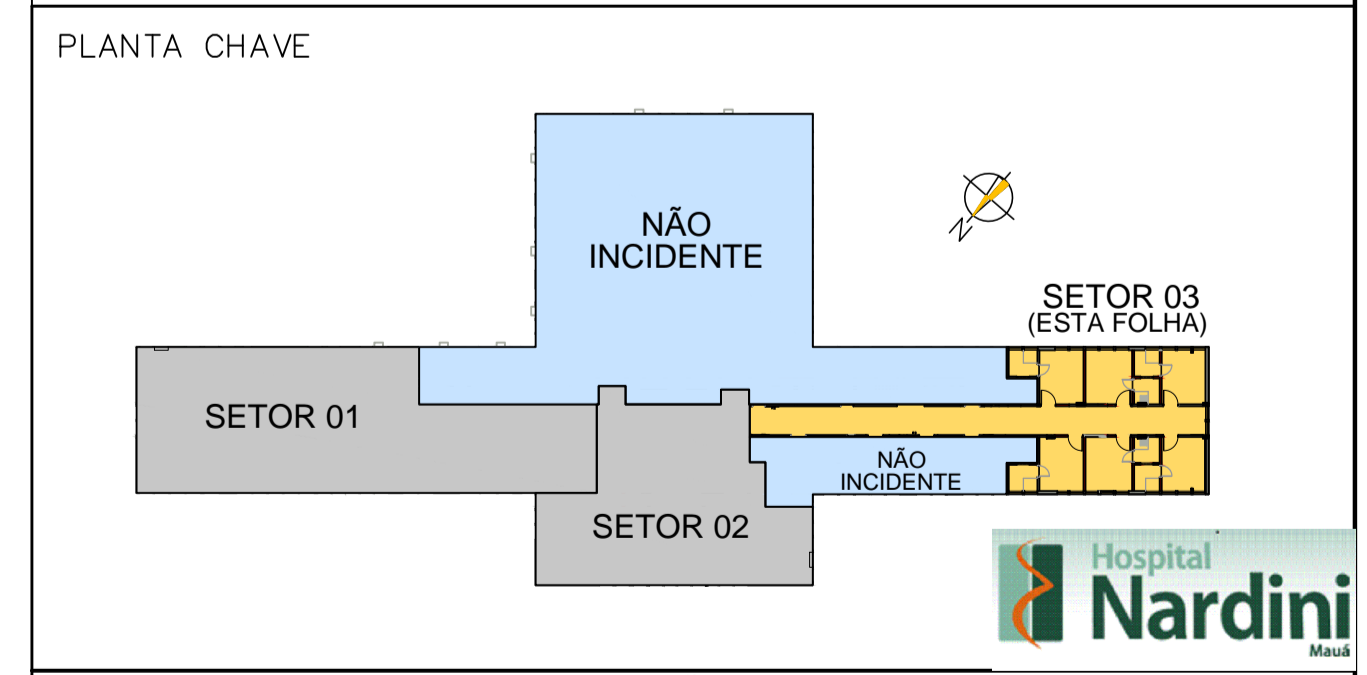 PLANTA CHAVE
NÃO
INCIDENTE
N
SETOR 03
(ESTA FOLHA)
SETOR 01
NÃO
INCIDENTE
SETOR 02
Hospital
Nardini
Mauá